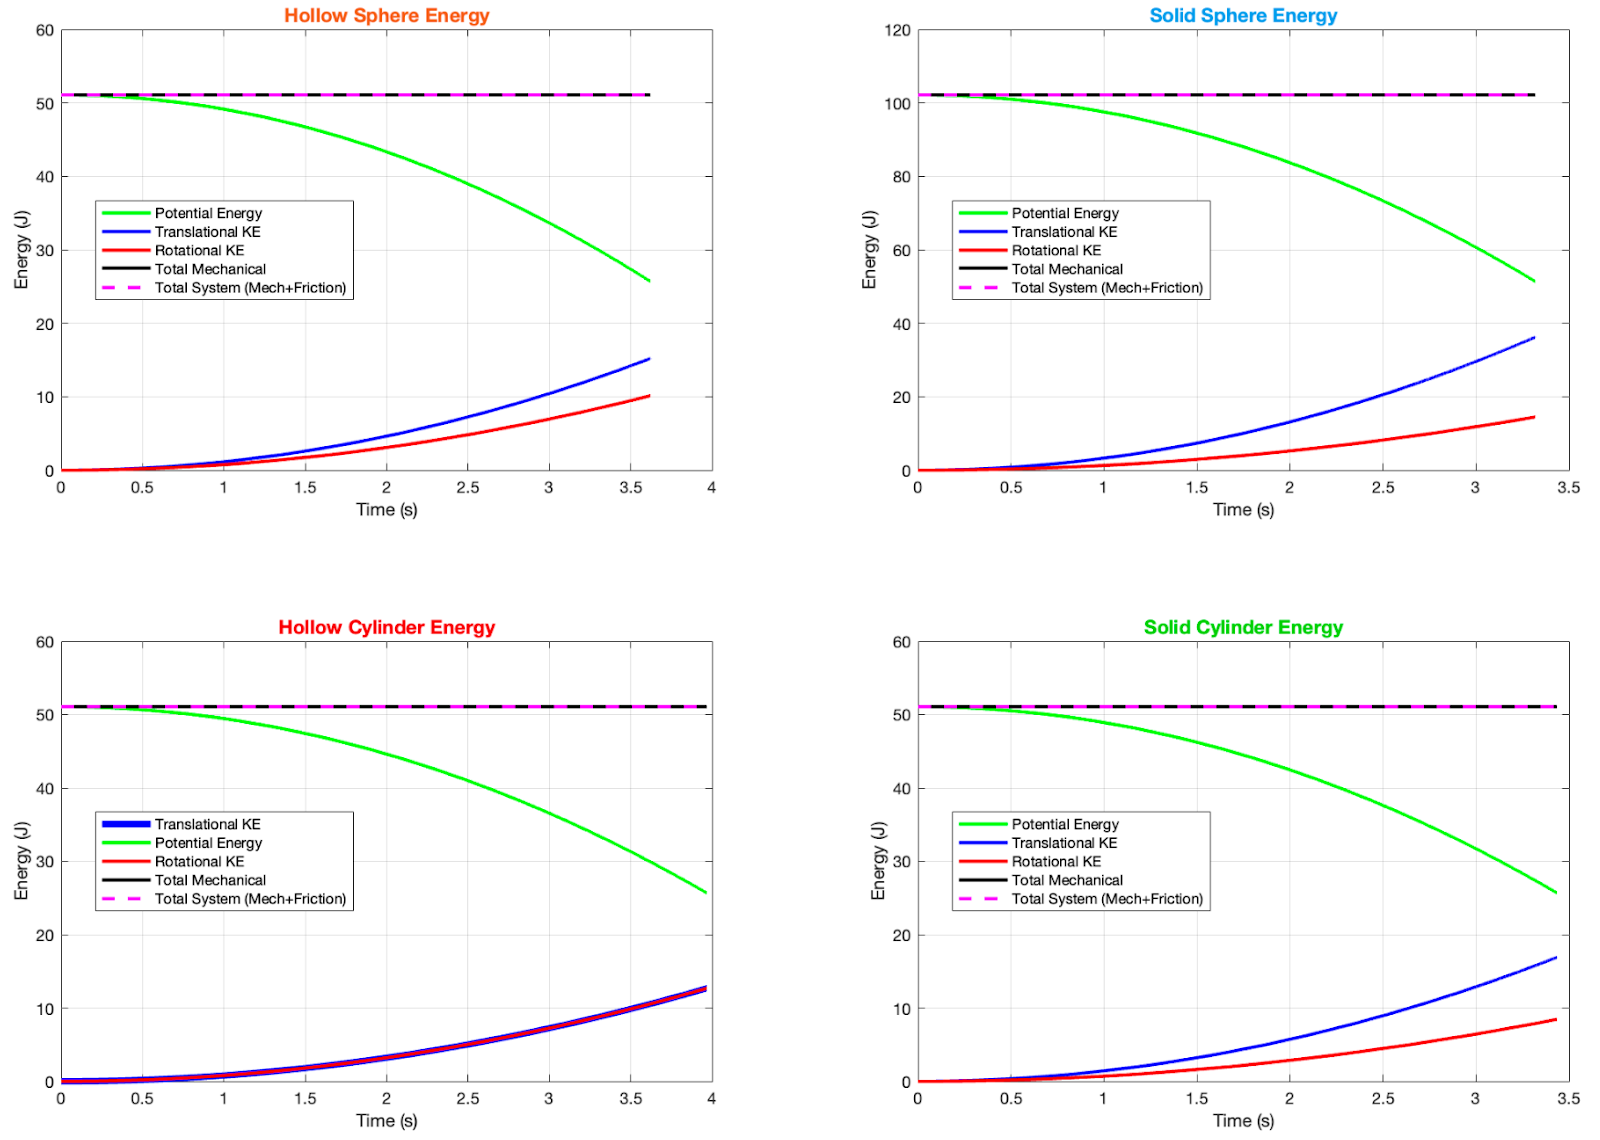 Hollow Sphere Energy
60
50
40
30
20
10
0
Energy (J)
Potential Energy
Translational KE
Rotational KE
Total Mechanical
Total System (Mech+Friction)
0 0.5 1 1.5 2 2.5 3 3.5 4
Time (s)
Solid Sphere Energy
120
100
80
60
40
20
0
Energy (J)
Potential Energy
Translational KE
Rotational KE
Total Mechanical
Total System (Mech+Friction)
0 0.5 1 1.5 2 2.5 3 3.5
Time (s)
Hollow Cylinder Energy
60
50
40
30
20
10
0
Energy (J)
Translational KE
Potential Energy
Rotational KE
Total Mechanical
Total System (Mech+Friction)
0 0.5 1 1.5 2 2.5 3 3.5 4
Time (s)
Solid Cylinder Energy
60
50
40
30
20
10
0
Energy (J)
Potential Energy
Translational KE
Rotational KE
Total Mechanical
Total System (Mech+Friction)
0 0.5 1 1.5 2 2.5 3 3.5
Time (s)